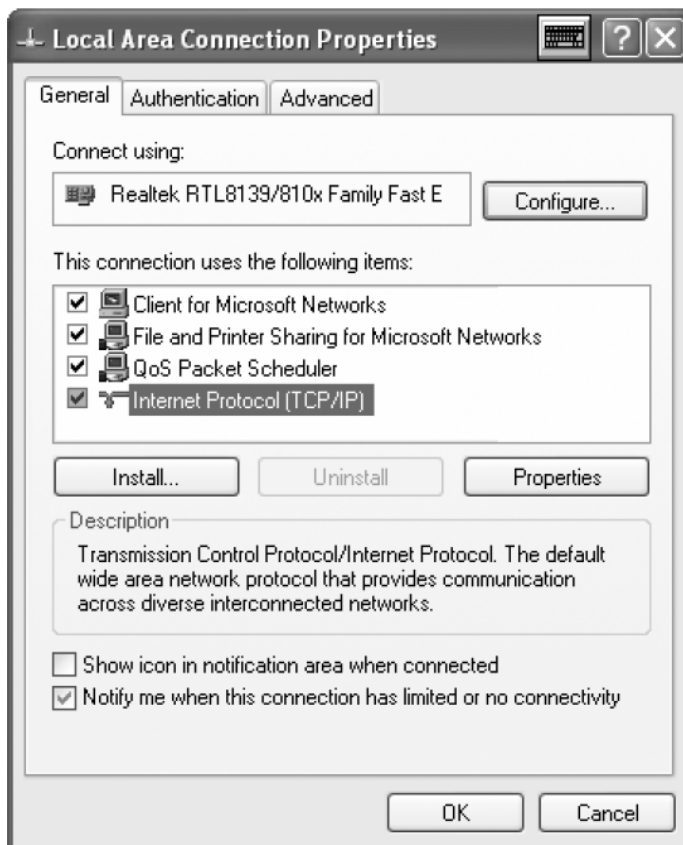 Local Area Connection Properties
General Authentication Advanced
Connect using:
Realtek RTL8139/810x Family Fast E Configure...
This connection uses the following items:
Client for Microsoft Networks
File and Printer Sharing for Microsoft Networks
QoS Packet Scheduler
Internet Protocol (TCP/IP)
Install... Uninstall Properties
Description
Transmission Control Protocol/Internet Protocol. The default
wide area network protocol that provides communication
across diverse interconnected networks.
Show icon in notification area when connected
Notify me when this connection has limited or no connectivity
OK Cancel